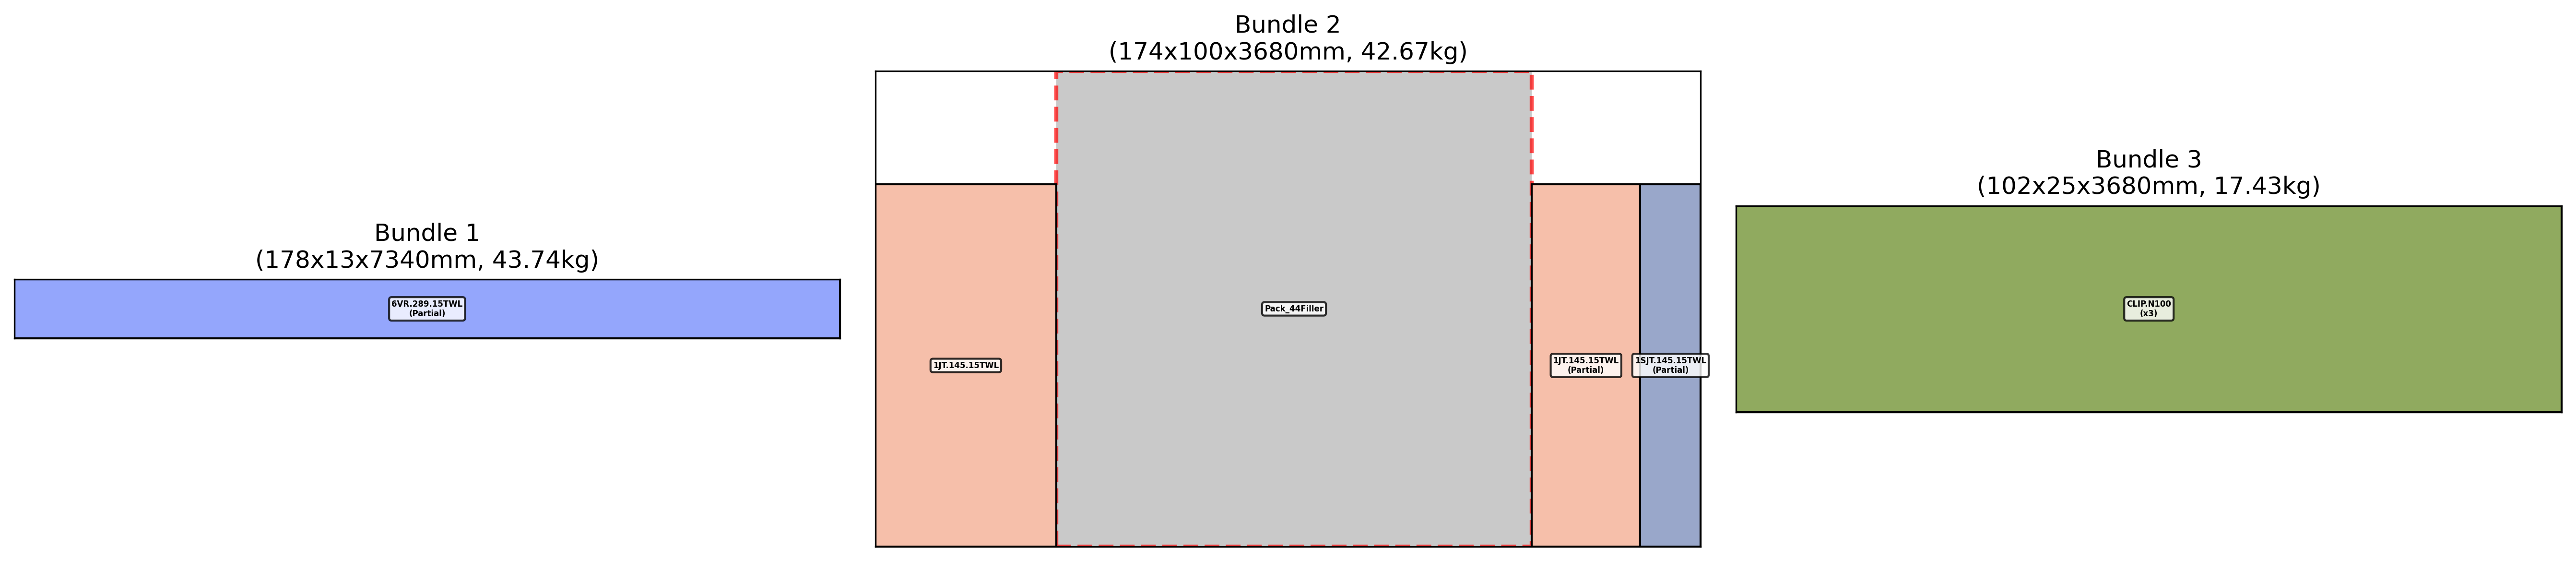 Bundle 1
(178x13x7340mm, 43.74kg)
6VR.289.15TWL
(Partial)
Bundle 2
(174x100x3680mm, 42.67kg)
1JT.145.15TWL
Pack_44Filler
1JT.145.15TWL
(Partial)
1SJT.145.15TWL
(Partial)
Bundle 3
(102x25x3680mm, 17.43kg)
CLIP.N100
(x3)